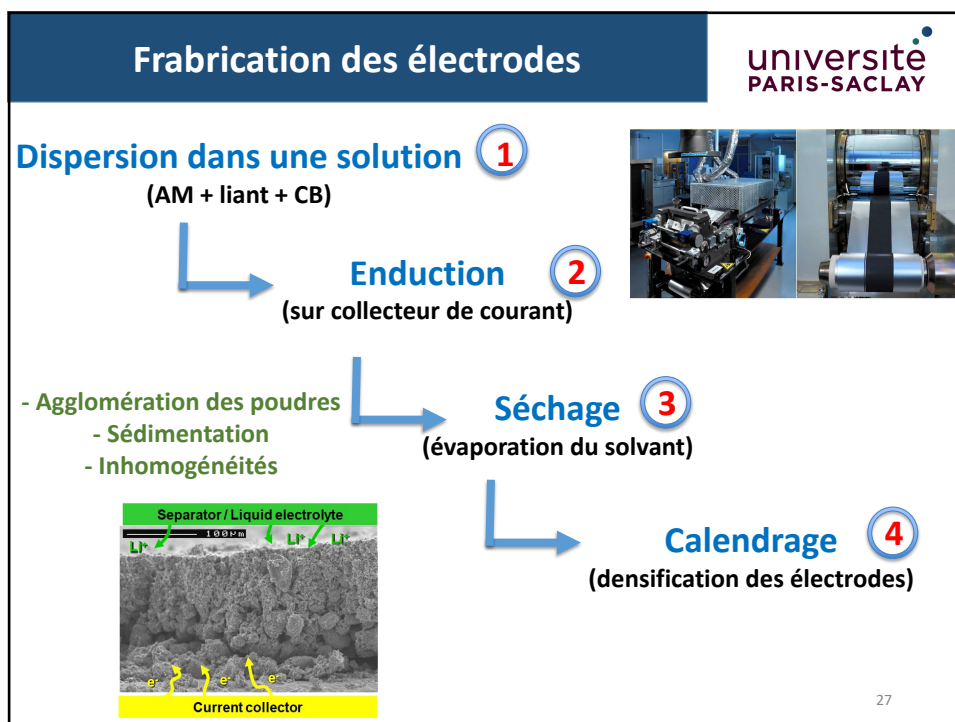 Frabrication des électrodes
université
PARIS-SACLAY
Dispersion dans une solution 1
(AM + liant + CB)
Enduction 2
(sur collecteur de courant)
- Agglomération des poudres
- Sédimentation
- Inhomogénéités
Séchage 3
(évaporation du solvant)
Calendrage 4
(densification des électrodes)
Separator / Liquid electrolyte
100µm
Li+ Li+ Li+
e- e- e-
Current collector
27